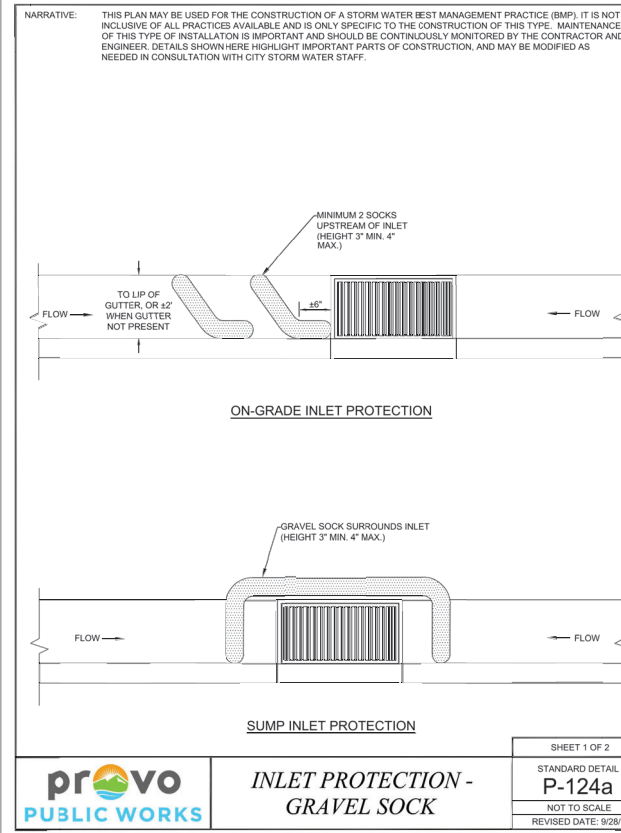 NARRATIVE: THIS PLAN MAY BE USED FOR THE CONSTRUCTION OF A STORM WATER BEST MANAGEMENT PRACTICE (BMP). IT IS NOT
INCLUSIVE OF ALL PRACTICES AVAILABLE AND IS ONLY SPECIFIC TO THE CONSTRUCTION OF THIS TYPE. MAINTENANCE
OF THIS TYPE OF INSTALLATION IS IMPORTANT AND SHOULD BE CONTINUOUSLY MONITORED BY THE CONTRACTOR AND
ENGINEER. DETAILS SHOWN HERE HIGHLIGHT IMPORTANT PARTS OF CONSTRUCTION, AND MAY BE MODIFIED AS
NEEDED IN CONSULTATION WITH CITY STORM WATER STAFF.
MINIMUM 2 SOCKS
UPSTREAM OF INLET
(HEIGHT 3" MIN. 4"
MAX.)
FLOW
TO LIP OF
GUTTER, OR ±2'
WHEN GUTTER
NOT PRESENT
±6"
FLOW
ON-GRADE INLET PROTECTION
GRAVEL SOCK SURROUNDS INLET
(HEIGHT 3" MIN. 4" MAX.)
FLOW
FLOW
SUMP INLET PROTECTION
provo
PUBLIC WORKS
INLET PROTECTION -
GRAVEL SOCK
SHEET 1 OF 2
STANDARD DETAIL
P-124a
NOT TO SCALE
REVISED DATE: 9/28/